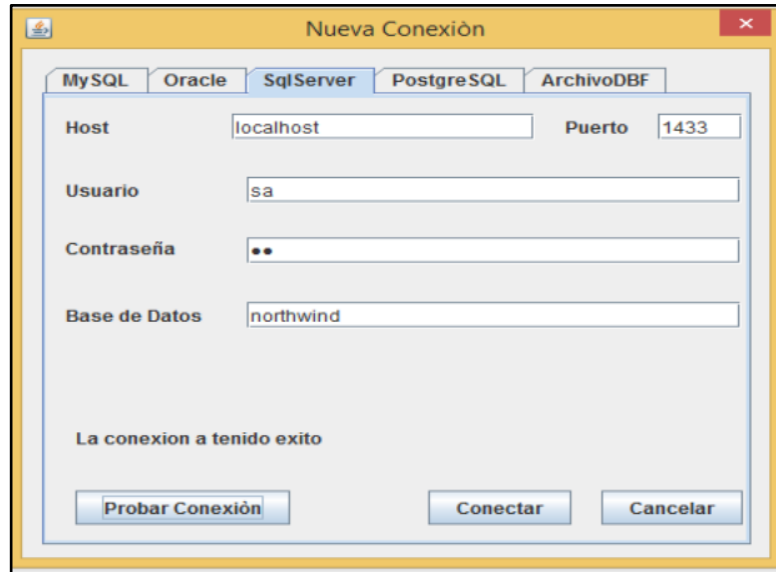 Nueva Conexiòn
MySQL Oracle SqlServer PostgreSQL ArchivoDBF
Host localhost Puerto 1433
Usuario sa
Contraseña ••
Base de Datos northwind
La conexion a tenido exito
Probar Conexiòn Conectar Cancelar